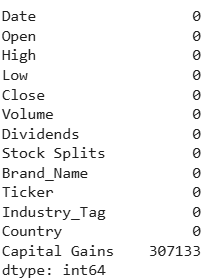 Date 0
Open 0
High 0
Low 0
Close 0
Volume 0
Dividends 0
Stock Splits 0
Brand_Name 0
Ticker 0
Industry_Tag 0
Country 0
Capital Gains 307133
dtype: int64